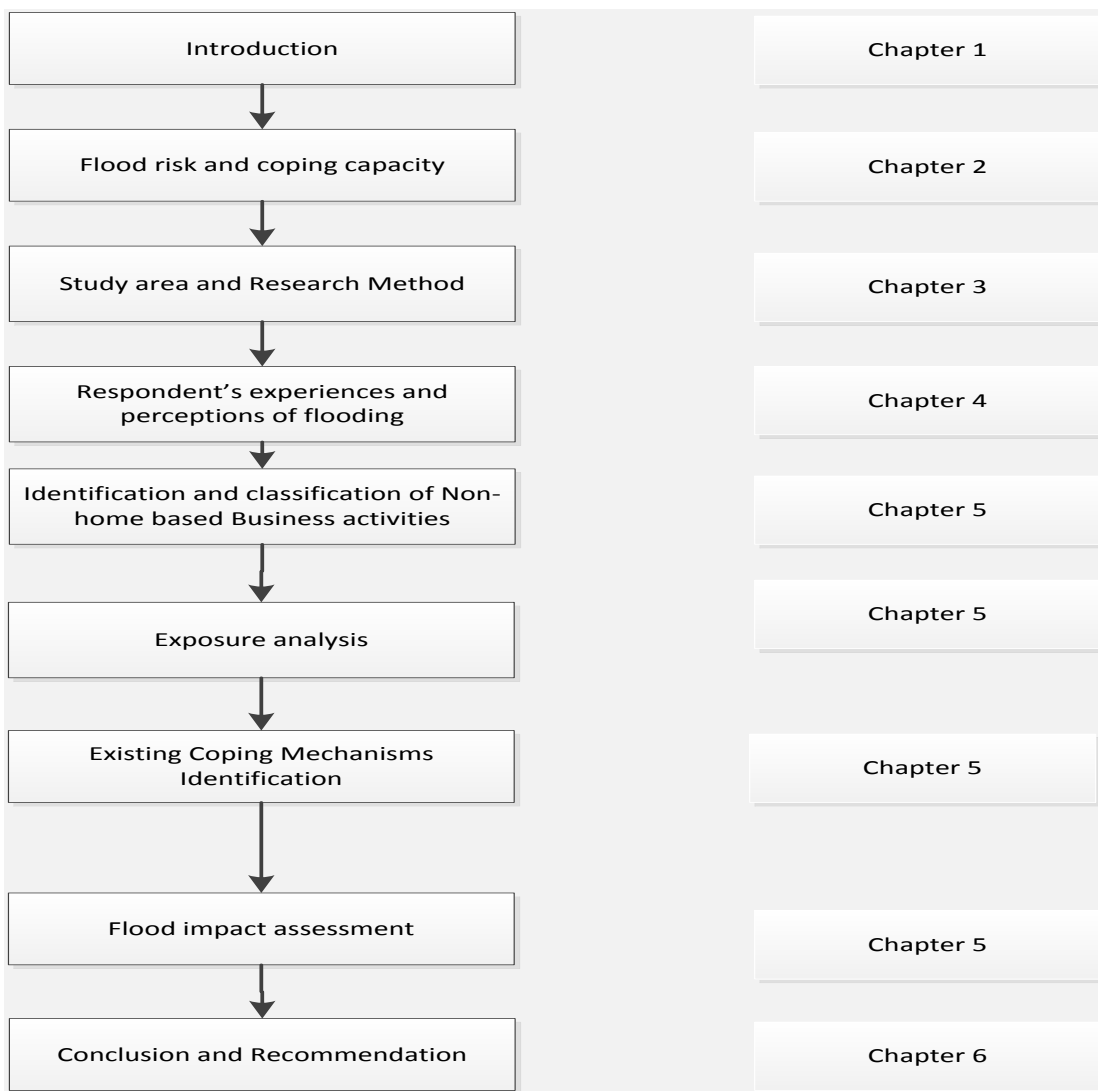 Introduction
Chapter 1
Flood risk and coping capacity
Chapter 2
Study area and Research Method
Chapter 3
Respondent’s experiences and
perceptions of flooding
Chapter 4
Identification and classification of Non-
home based Business activities
Chapter 5
Exposure analysis
Chapter 5
Existing Coping Mechanisms
Identification
Chapter 5
Flood impact assessment
Chapter 5
Conclusion and Recommendation
Chapter 6